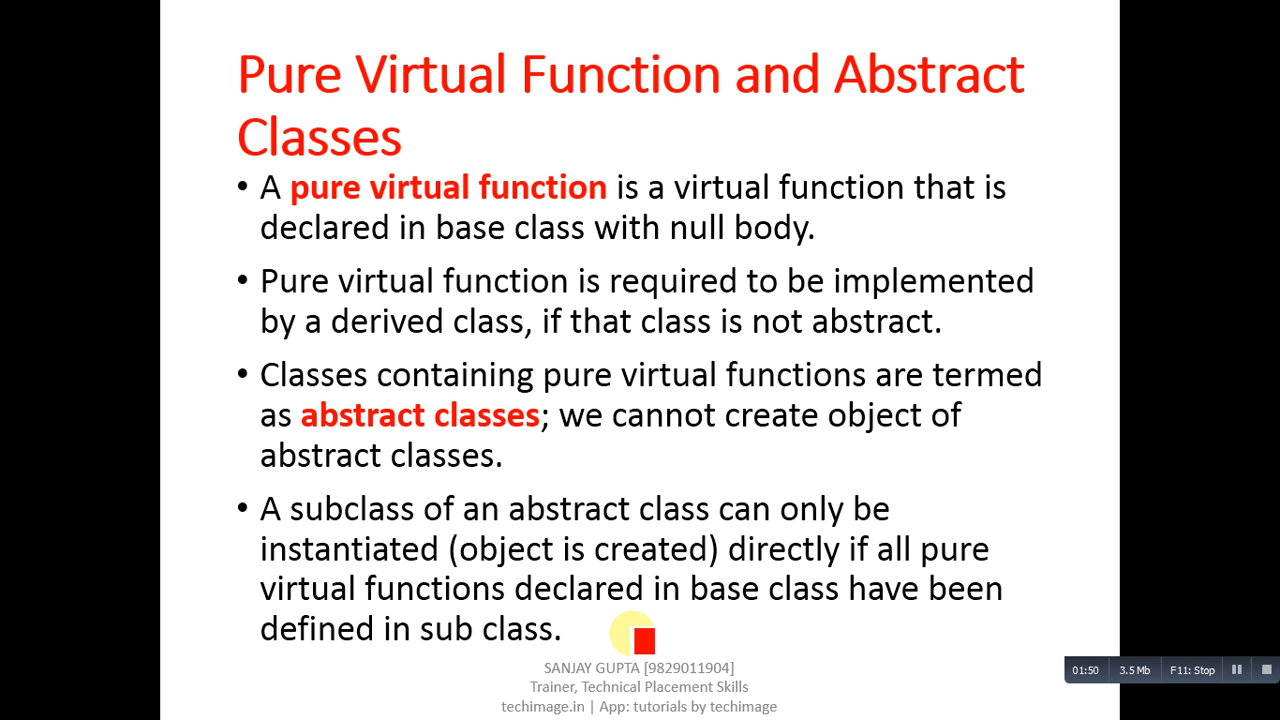 Pure Virtual Function and Abstract
Classes
• A pure virtual function is a virtual function that is
declared in base class with null body.
• Pure virtual function is required to be implemented
by a derived class, if that class is not abstract.
• Classes containing pure virtual functions are termed
as abstract classes; we cannot create object of
abstract classes.
• A subclass of an abstract class can only be
instantiated (object is created) directly if all pure
virtual functions declared in base class have been
defined in sub class.
SANJAY GUPTA [9829011904]
Trainer, Technical Placement Skills
techimage.in | App: tutorials by techimage
01:50 3.5 Mb F11: Stop